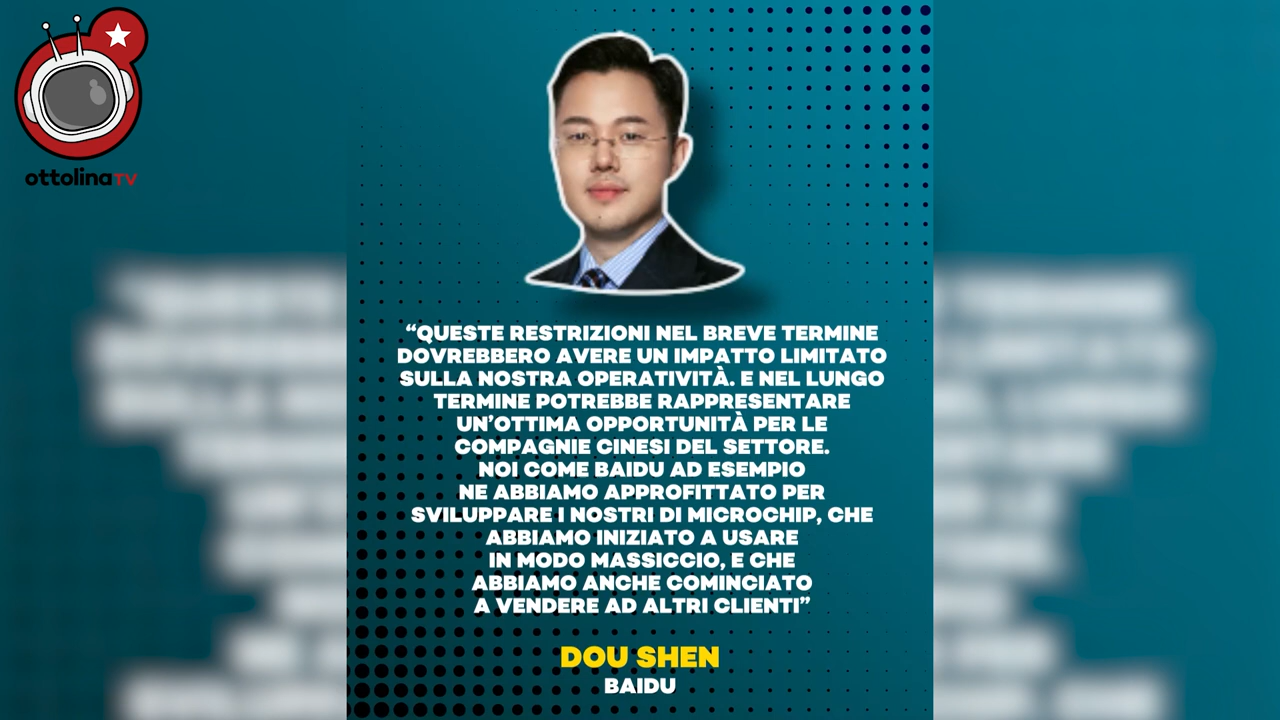 ottolinaTV
“QUESTE RESTRIZIONI NEL BREVE TERMINE
DOVREBBERO AVERE UN IMPATTO LIMITATO
SULLA NOSTRA OPERATIVITÀ. E NEL LUNGO
TERMINE POTREBBE RAPPRESENTARE
UN’OTTIMA OPPORTUNITÀ PER LE
COMPAGNIE CINESI DEL SETTORE.
NOI COME BAIDU AD ESEMPIO
NE ABBIAMO APPROFITTATO PER
SVILUPPARE I NOSTRI DI MICROCHIP, CHE
ABBIAMO INIZIATO A USARE
IN MODO MASSICCIO, E CHE
ABBIAMO ANCHE COMINCIATO
A VENDERE AD ALTRI CLIENTI”
DOU SHEN
BAIDU